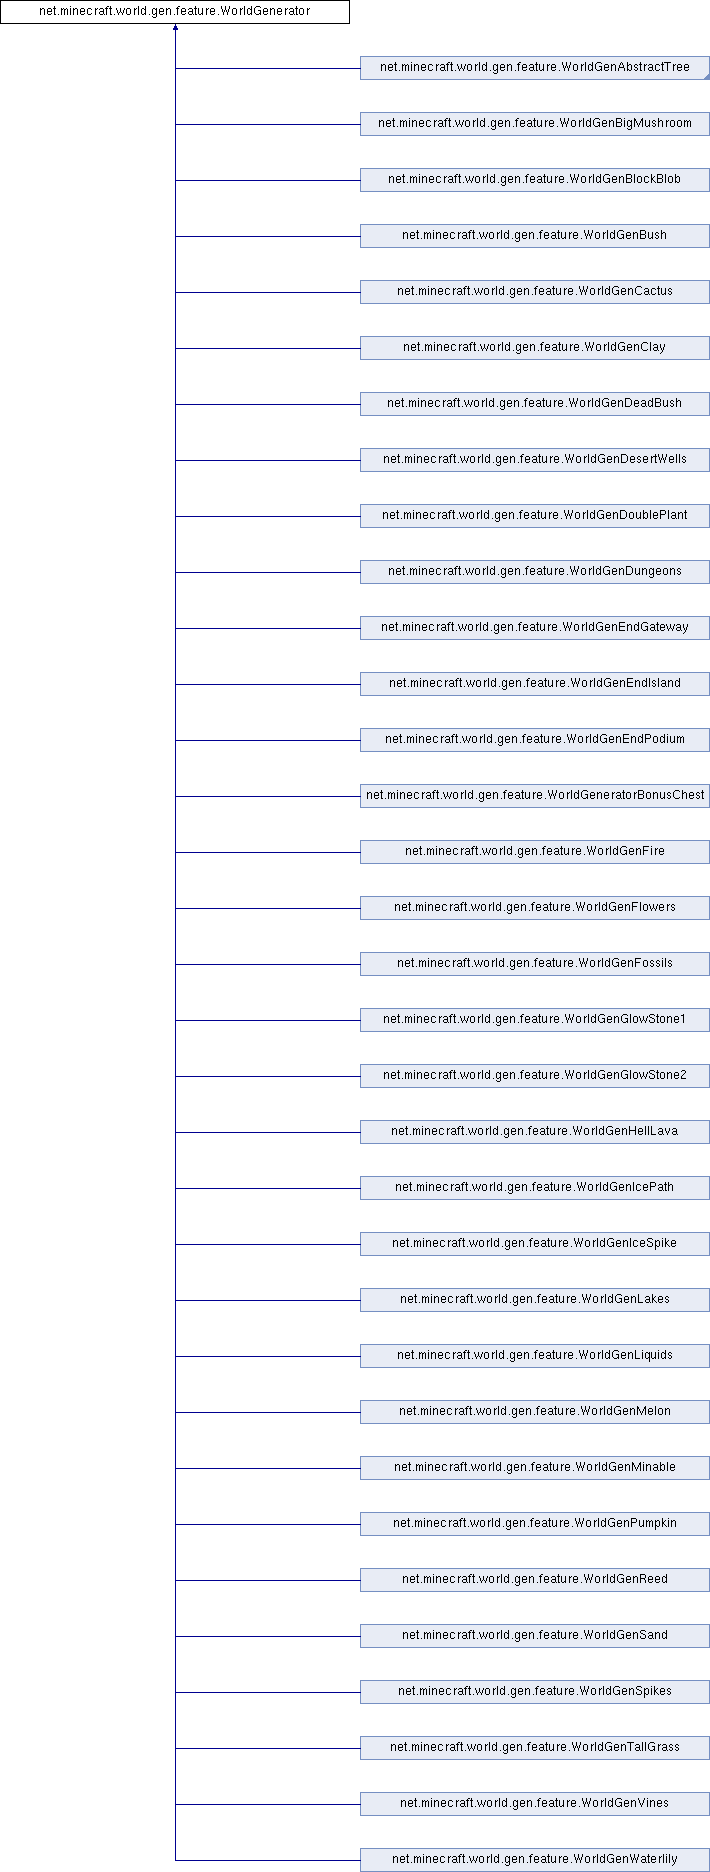 net.minecraft.world.gen.feature.WorldGenerator
net.minecraft.world.gen.feature.WorldGenAbstractTree
net.minecraft.world.gen.feature.WorldGenBigMushroom
net.minecraft.world.gen.feature.WorldGenBlockBlob
net.minecraft.world.gen.feature.WorldGenBush
net.minecraft.world.gen.feature.WorldGenCactus
net.minecraft.world.gen.feature.WorldGenClay
net.minecraft.world.gen.feature.WorldGenDeadBush
net.minecraft.world.gen.feature.WorldGenDesertWells
net.minecraft.world.gen.feature.WorldGenDoublePlant
net.minecraft.world.gen.feature.WorldGenDungeons
net.minecraft.world.gen.feature.WorldGenEndGateway
net.minecraft.world.gen.feature.WorldGenEndIsland
net.minecraft.world.gen.feature.WorldGenEndPodium
net.minecraft.world.gen.feature.WorldGeneratorBonusChest
net.minecraft.world.gen.feature.WorldGenFire
net.minecraft.world.gen.feature.WorldGenFlowers
net.minecraft.world.gen.feature.WorldGenFossils
net.minecraft.world.gen.feature.WorldGenGlowStone1
net.minecraft.world.gen.feature.WorldGenGlowStone2
net.minecraft.world.gen.feature.WorldGenHellLava
net.minecraft.world.gen.feature.WorldGenIcePath
net.minecraft.world.gen.feature.WorldGenIceSpike
net.minecraft.world.gen.feature.WorldGenLakes
net.minecraft.world.gen.feature.WorldGenLiquids
net.minecraft.world.gen.feature.WorldGenMelon
net.minecraft.world.gen.feature.WorldGenMinable
net.minecraft.world.gen.feature.WorldGenPumpkin
net.minecraft.world.gen.feature.WorldGenReed
net.minecraft.world.gen.feature.WorldGenSand
net.minecraft.world.gen.feature.WorldGenSpikes
net.minecraft.world.gen.feature.WorldGenTallGrass
net.minecraft.world.gen.feature.WorldGenVines
net.minecraft.world.gen.feature.WorldGenWaterlily